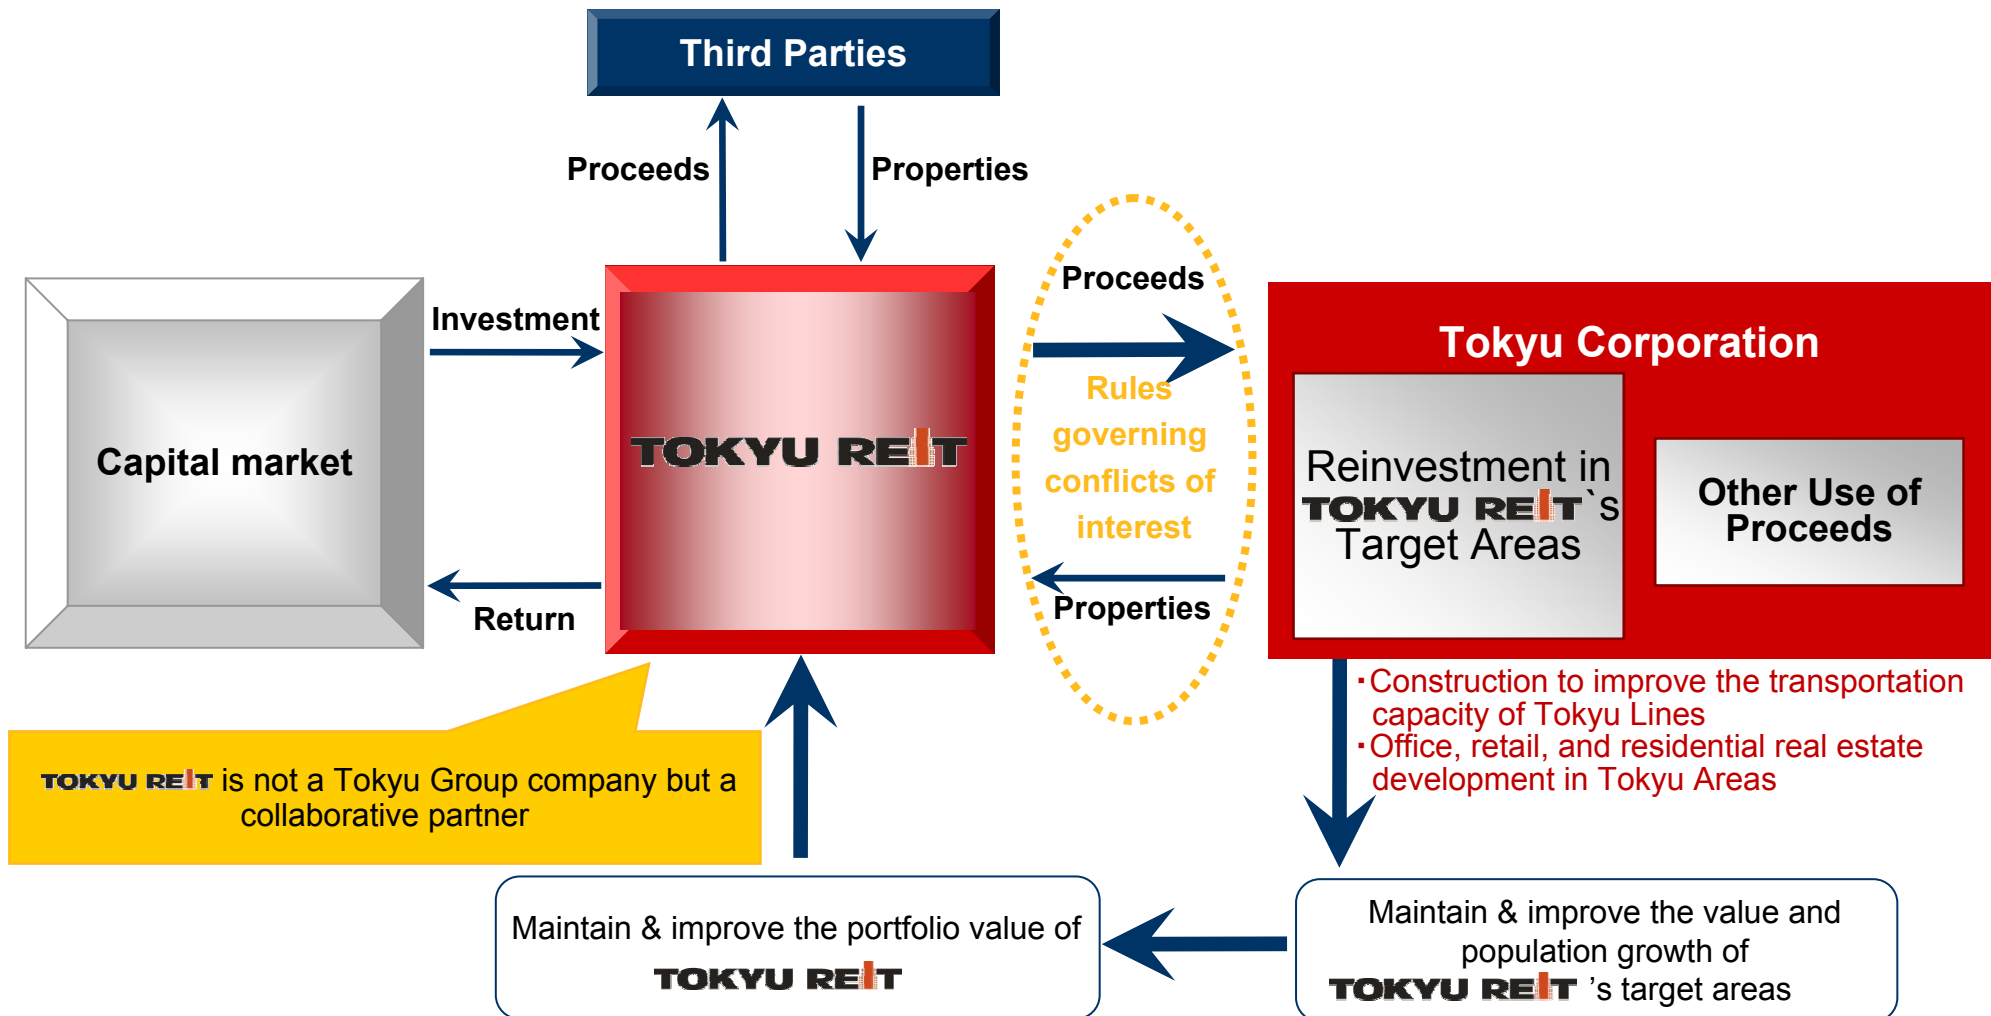 Third Parties
Proceeds
Properties
Capital market
Investment
Return
TOKYU REIT
Proceeds
Rules
governing
conflicts of
interest
Properties
Tokyu Corporation
Reinvestment in
TOKYU REIT`s
Target Areas
Other Use of
Proceeds
・Construction to improve the transportation
capacity of Tokyu Lines
・Office, retail, and residential real estate
development in Tokyu Areas
TOKYU REIT is not a Tokyu Group company but a
collaborative partner
Maintain & improve the portfolio value of
TOKYU REIT
Maintain & improve the value and
population growth of
TOKYU REIT ’s target areas